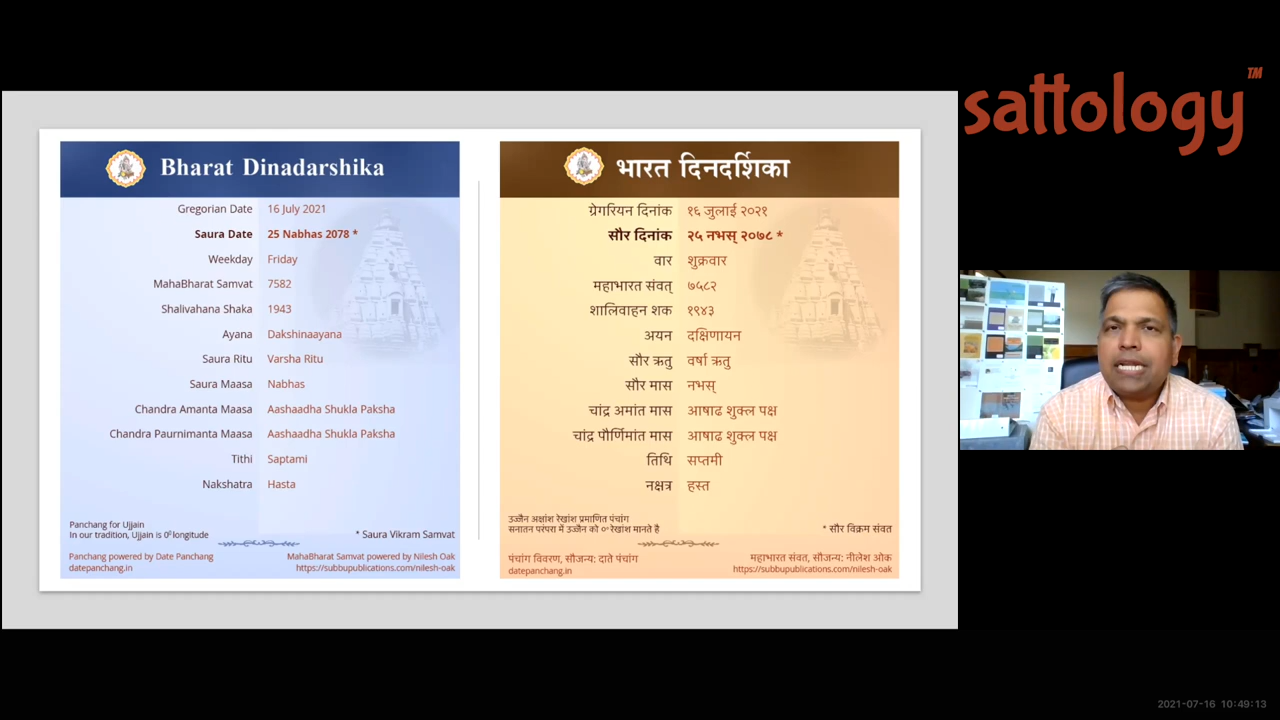 sattology™
Bharat Dinadarshika
Gregorian Date 16 July 2021
Saura Date 25 Nabhas 2078 *
Weekday Friday
MahaBharat Samvat 7582
Shalivahana Shaka 1943
Ayana Dakshinaayana
Saura Ritu Varsha Ritu
Saura Maasa Nabhas
Chandra Amanta Maasa Aashaadha Shukla Paksha
Chandra Paurnimanta Maasa Aashaadha Shukla Paksha
Tithi Saptami
Nakshatra Hasta
Panchang for Ujjain
In our tradition, Ujjain is 0⁰longitude
* Saura Vikram Samvat
Panchang powered by Date Panchang
datepanchang.in
MahaBharat Samvat powered by Nilesh Oak
https://subbupublications.com/nilesh-oak
भारत दिनदर्शिका
ग्रेगरियन दिनांक १६ जुलाई २०२१
सौर दिनांक २५ नभस् २०७८ *
वार शुक्रवार
महाभारत संवत् ७५८२
शालिवाहन शक १९४३
अयन दक्षिणायन
सौर ऋतु वर्षा ऋतु
सौर मास नभस्
चांद्र अमांत मास आषाढ शुक्ल पक्ष
चांद्र पौर्णिमांत मास आषाढ शुक्ल पक्ष
तिथि सप्तमी
नक्षत्र हस्त
उज्जैन अक्षांश रेखांश प्रमाणित पंचांग
सनातन परंपरा में उज्जैन को ०⁰ रेखांश मानते है
* सौर विक्रम संवत
पंचांग विवरण, सौजन्य: दाते पंचांग
datepanchang.in
महाभारत संवत, सौजन्य: नीलेश ओक
https://subbupublications.com/nilesh-oak
2021-07-16 10:49:13